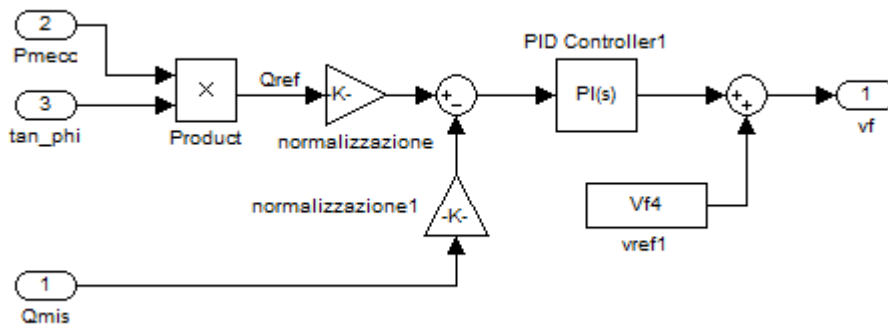 2
Pmecc
3
tan_phi
×
Product
Qref
-K-
normalizzazione
+
−
PID Controller1
PI(s)
+
+
1
vf
normalizzazione1
-K-
Vf4
vref1
1
Qmis